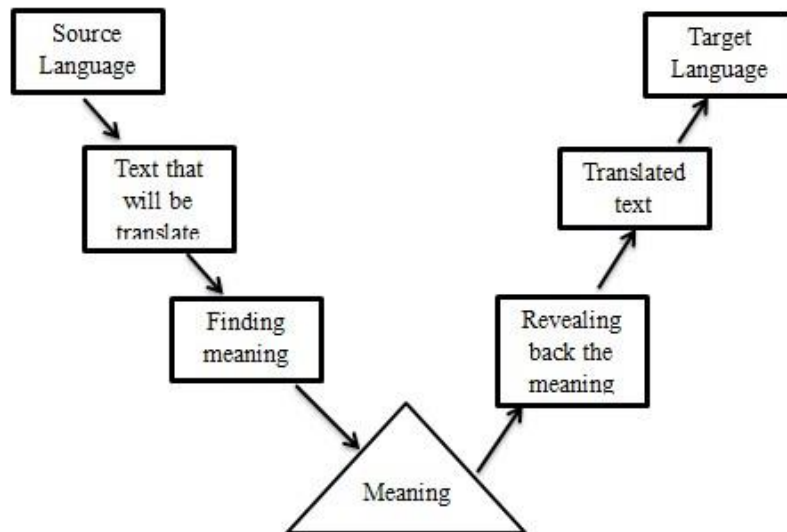 Source
Language
Text that
will be
translate
Finding
meaning
Meaning
Revealing
back the
meaning
Translated
text
Target
Language